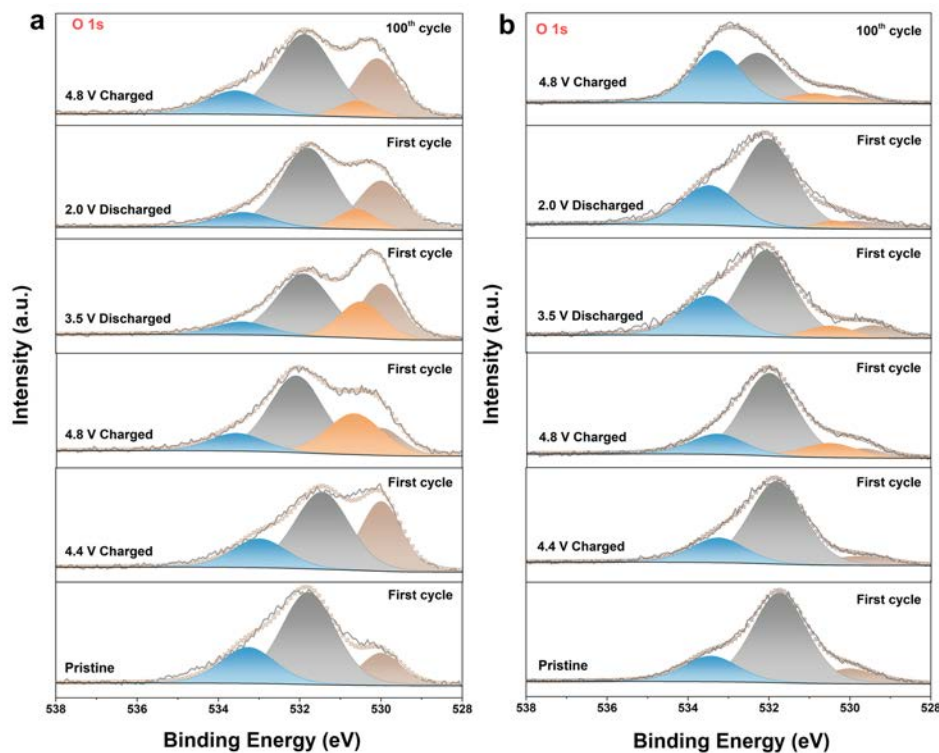 a
O 1s
100th cycle
4.8 V Charged
First cycle
2.0 V Discharged
First cycle
3.5 V Discharged
First cycle
4.8 V Charged
First cycle
4.4 V Charged
First cycle
Pristine
538 536 534 532 530 528
Binding Energy (eV)
Intensity (a.u.)
b
O 1s
100th cycle
4.8 V Charged
First cycle
2.0 V Discharged
First cycle
3.5 V Discharged
First cycle
4.8 V Charged
First cycle
4.4 V Charged
First cycle
Pristine
538 536 534 532 530 528
Binding Energy (eV)
Intensity (a.u.)